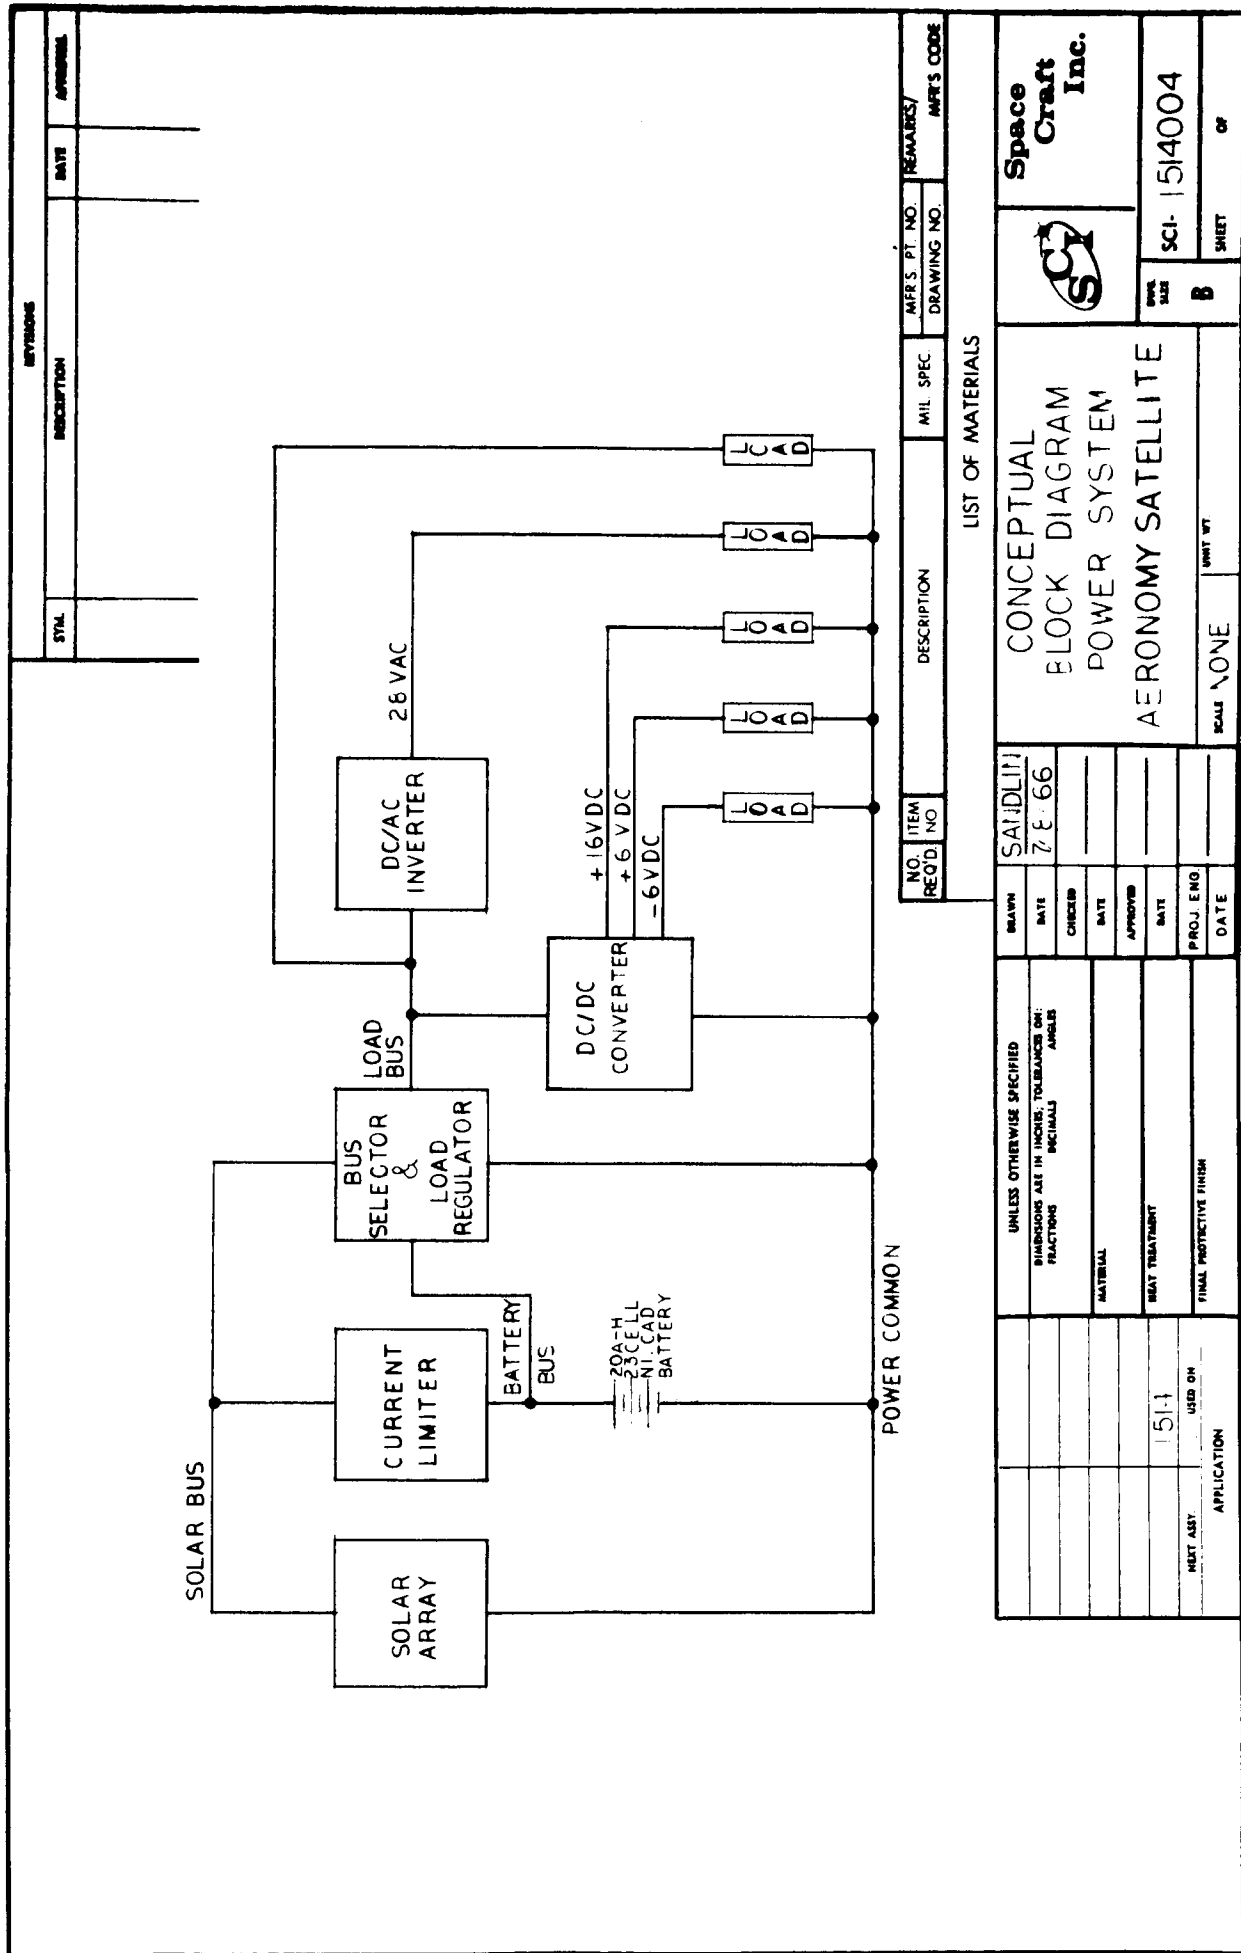 REVISIONS
SYM. DESCRIPTION DATE APPROVAL
SOLAR BUS
SOLAR
ARRAY
CURRENT
LIMITER
BATTERY
BUS
20A-H
23CELL
NI.CAD
BATTERY
BUS
SELECTOR
&
LOAD
REGULATOR
LOAD
BUS
DC/AC
INVERTER
28 VAC
DC/DC
CONVERTER
+16VDC
+6 VDC
-6VDC
LOAD
LOAD
LOAD
LOAD
LOAD
POWER COMMON
NO. REQ'D.
ITEM NO
DESCRIPTION
MIL. SPEC.
MFR'S. PT. NO.
DRAWING NO.
REMARKS/
MFR'S CODE
LIST OF MATERIALS
NEXT ASSY.
USED ON
1514
APPLICATION
UNLESS OTHERWISE SPECIFIED
DIMENSIONS ARE IN INCHES; TOLERANCES ON:
FRACTIONS DECIMALS ANGLES
MATERIAL
HEAT TREATMENT
FINAL PROTECTIVE FINISH
DRAWN SANDLIN
DATE
CHECKED
DATE
APPROVED
DATE
PROJ. ENG.
DATE
CONCEPTUAL
BLOCK DIAGRAM
POWER SYSTEM
AERONOMY SATELLITE
SCALE NONE
UNIT WT.
SCI
Space
Craft
Inc.
DWG. SIZE
B
SCI- 1514004
SHEET OF